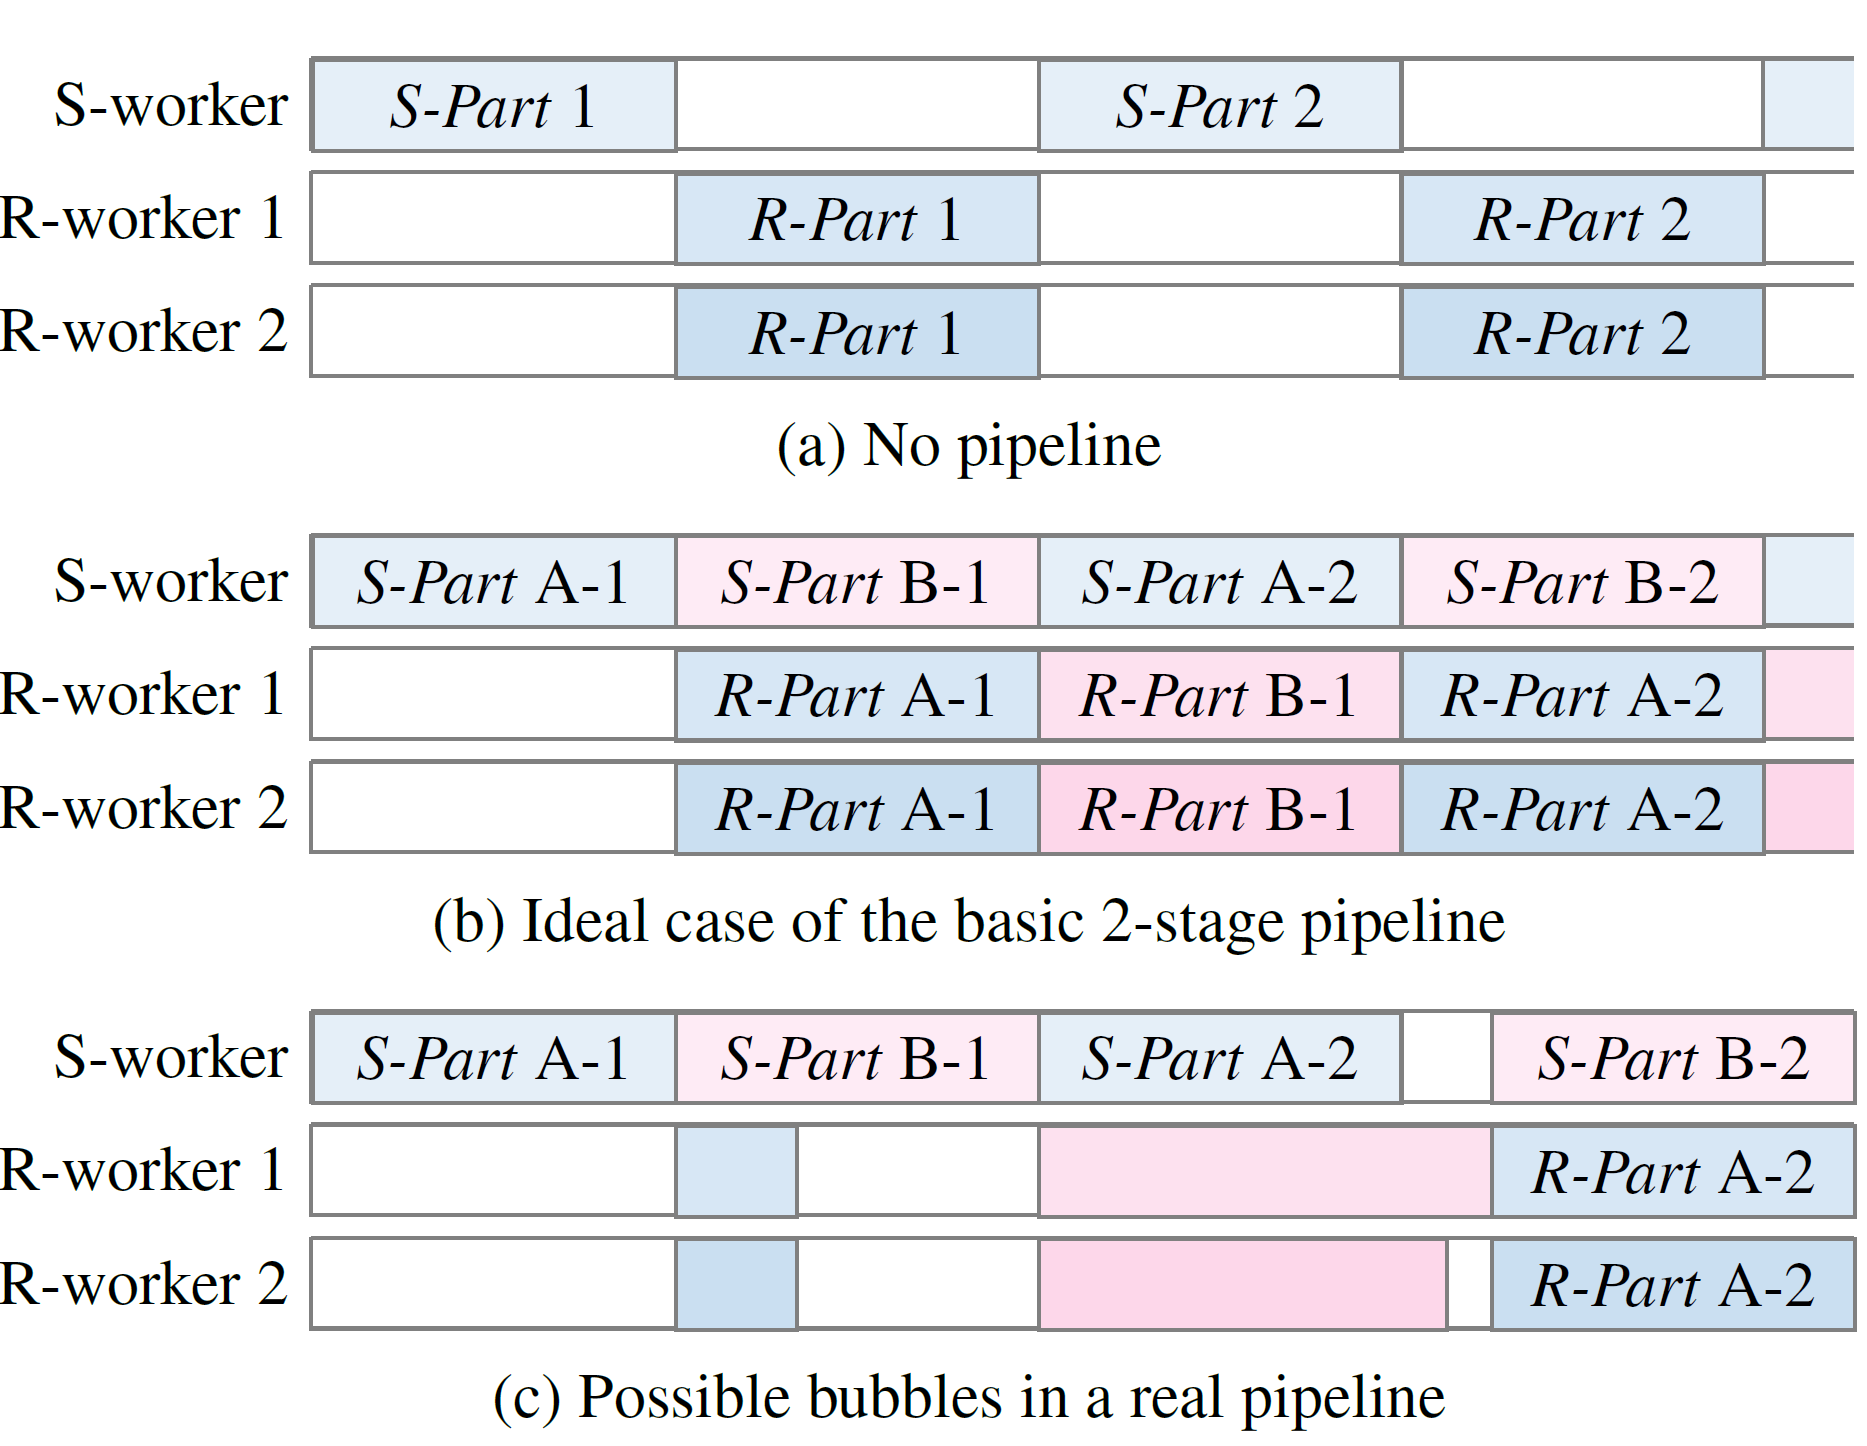 S-worker S-Part 1 S-Part 2
R-worker 1 R-Part 1 R-Part 2
R-worker 2 R-Part 1 R-Part 2
(a) No pipeline
S-worker S-Part A-1 S-Part B-1 S-Part A-2 S-Part B-2
R-worker 1 R-Part A-1 R-Part B-1 R-Part A-2
R-worker 2 R-Part A-1 R-Part B-1 R-Part A-2
(b) Ideal case of the basic 2-stage pipeline
S-worker S-Part A-1 S-Part B-1 S-Part A-2 S-Part B-2
R-worker 1 R-Part A-2
R-worker 2 R-Part A-2
(c) Possible bubbles in a real pipeline